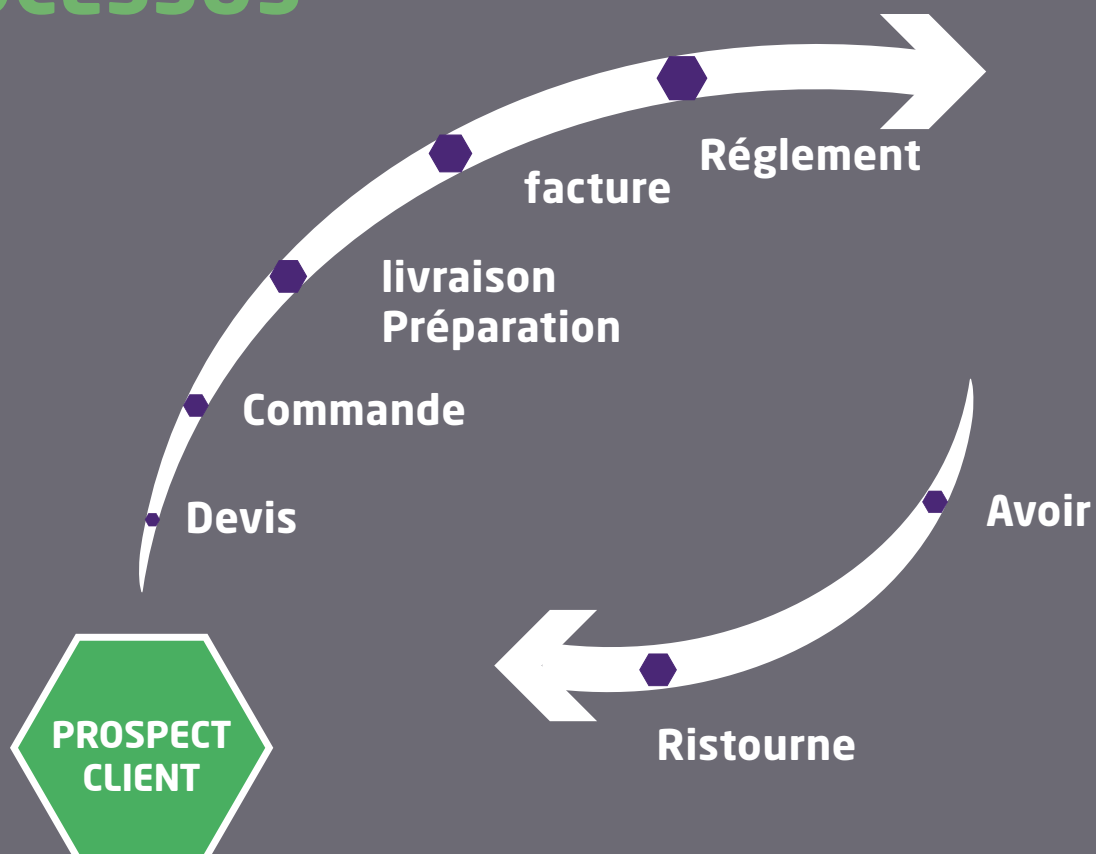 Réglement
facture
livraison
Préparation
Commande
Devis
Avoir
PROSPECT
CLIENT
Ristourne